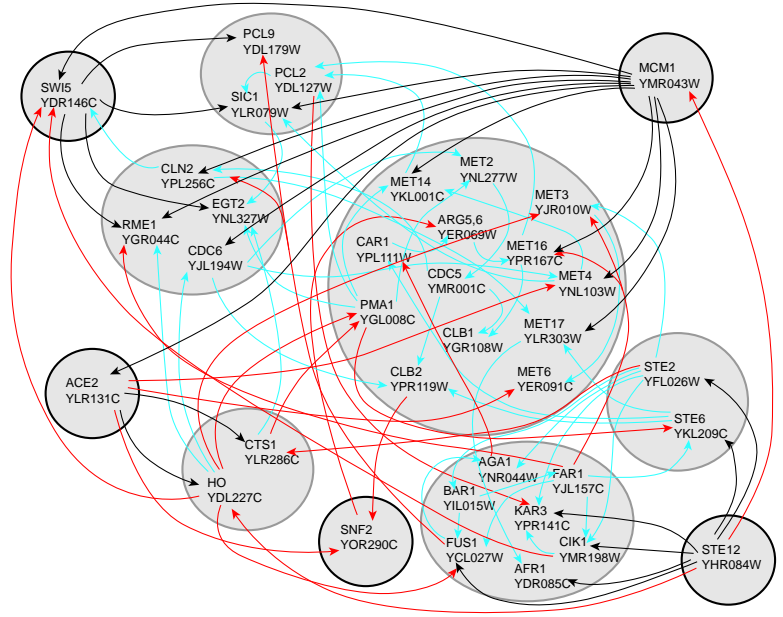 PCL9
YDL179W
PCL2
YDL127W
SIC1
YLR079W
SWI5
YDR146C
MCM1
YMR043W
CLN2
YPL256C
EGT2
YNL327W
RME1
YGR044C
CDC6
YJL194W
MET2
YNL277W
MET14
YKL001C
MET3
YJR010W
ARG5,6
YER069W
CAR1
YPL111W
MET16
YPR167C
CDC5
YMR001C
MET4
YNL103W
PMA1
YGL008C
MET17
YLR303W
CLB1
YGR108W
CLB2
YPR119W
MET6
YER091C
STE2
YFL026W
STE6
YKL209C
ACE2
YLR131C
CTS1
YLR286C
HO
YDL227C
SNF2
YOR290C
AGA1
YNR044W
FAR1
YJL157C
BAR1
YIL015W
KAR3
YPR141C
FUS1
YCL027W
CIK1
YMR198W
AFR1
YDR085C
STE12
YHR084W